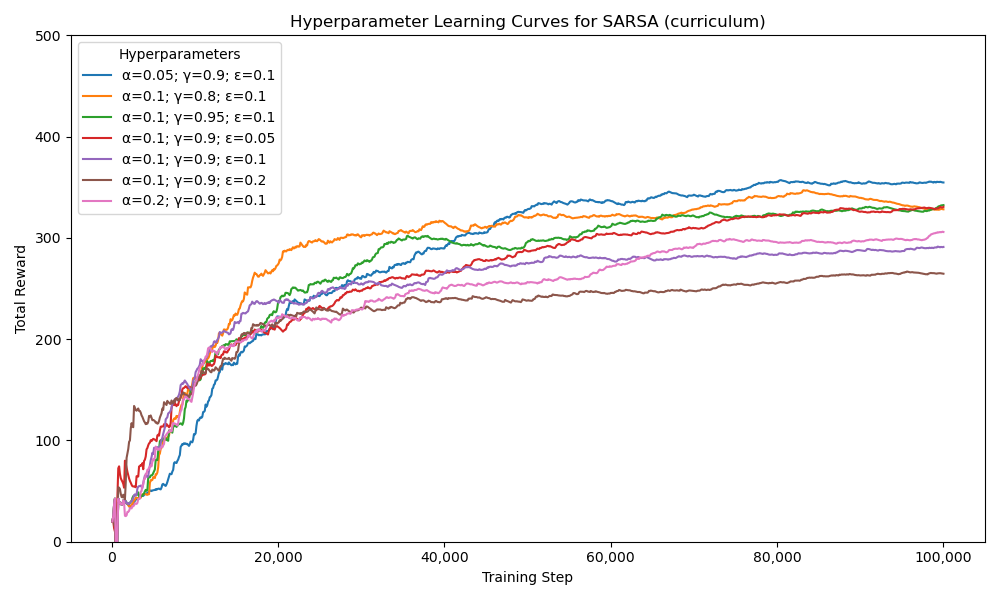 Hyperparameter Learning Curves for SARSA (curriculum)
500
400
300
200
100
0
Total Reward
Hyperparameters
α=0.05; γ=0.9; ε=0.1
α=0.1; γ=0.8; ε=0.1
α=0.1; γ=0.95; ε=0.1
α=0.1; γ=0.9; ε=0.05
α=0.1; γ=0.9; ε=0.1
α=0.1; γ=0.9; ε=0.2
α=0.2; γ=0.9; ε=0.1
0 20,000 40,000 60,000 80,000 100,000
Training Step